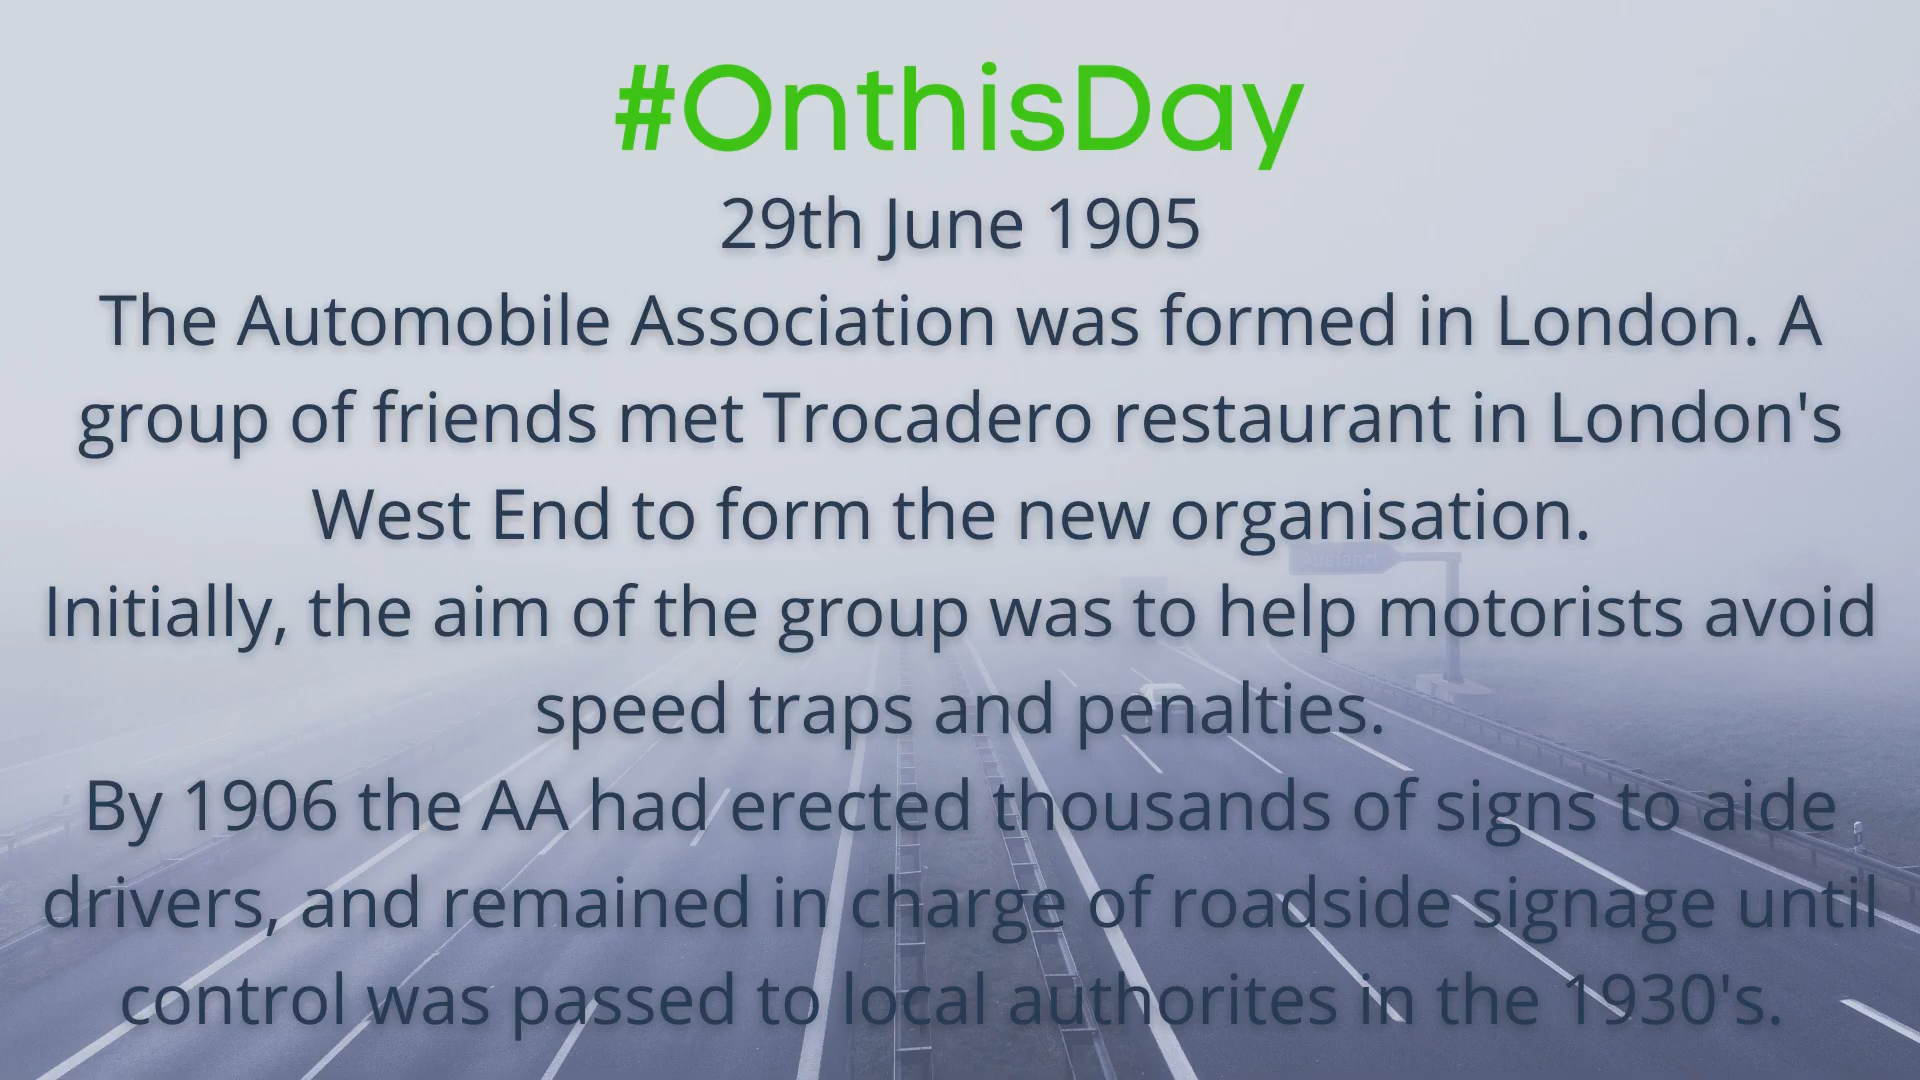 #OnthisDay
29th June 1905
The Automobile Association was formed in London. A
group of friends met Trocadero restaurant in London's
West End to form the new organisation.
Ausfahrt
Initially, the aim of the group was to help motorists avoid
speed traps and penalties.
By 1906 the AA had erected thousands of signs to aide
drivers, and remained in charge of roadside signage until
control was passed to local authorites in the 1930's.